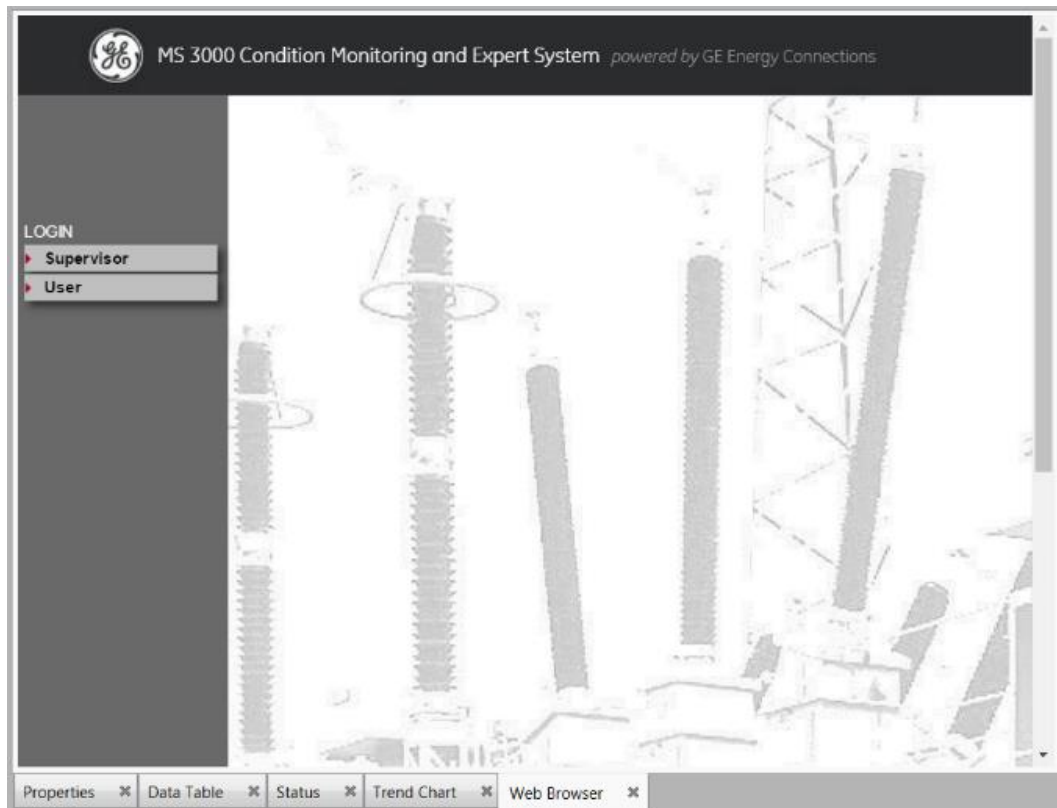 GE MS 3000 Condition Monitoring and Expert System powered by GE Energy Connections
LOGIN
Supervisor
User
Properties Data Table Status Trend Chart Web Browser